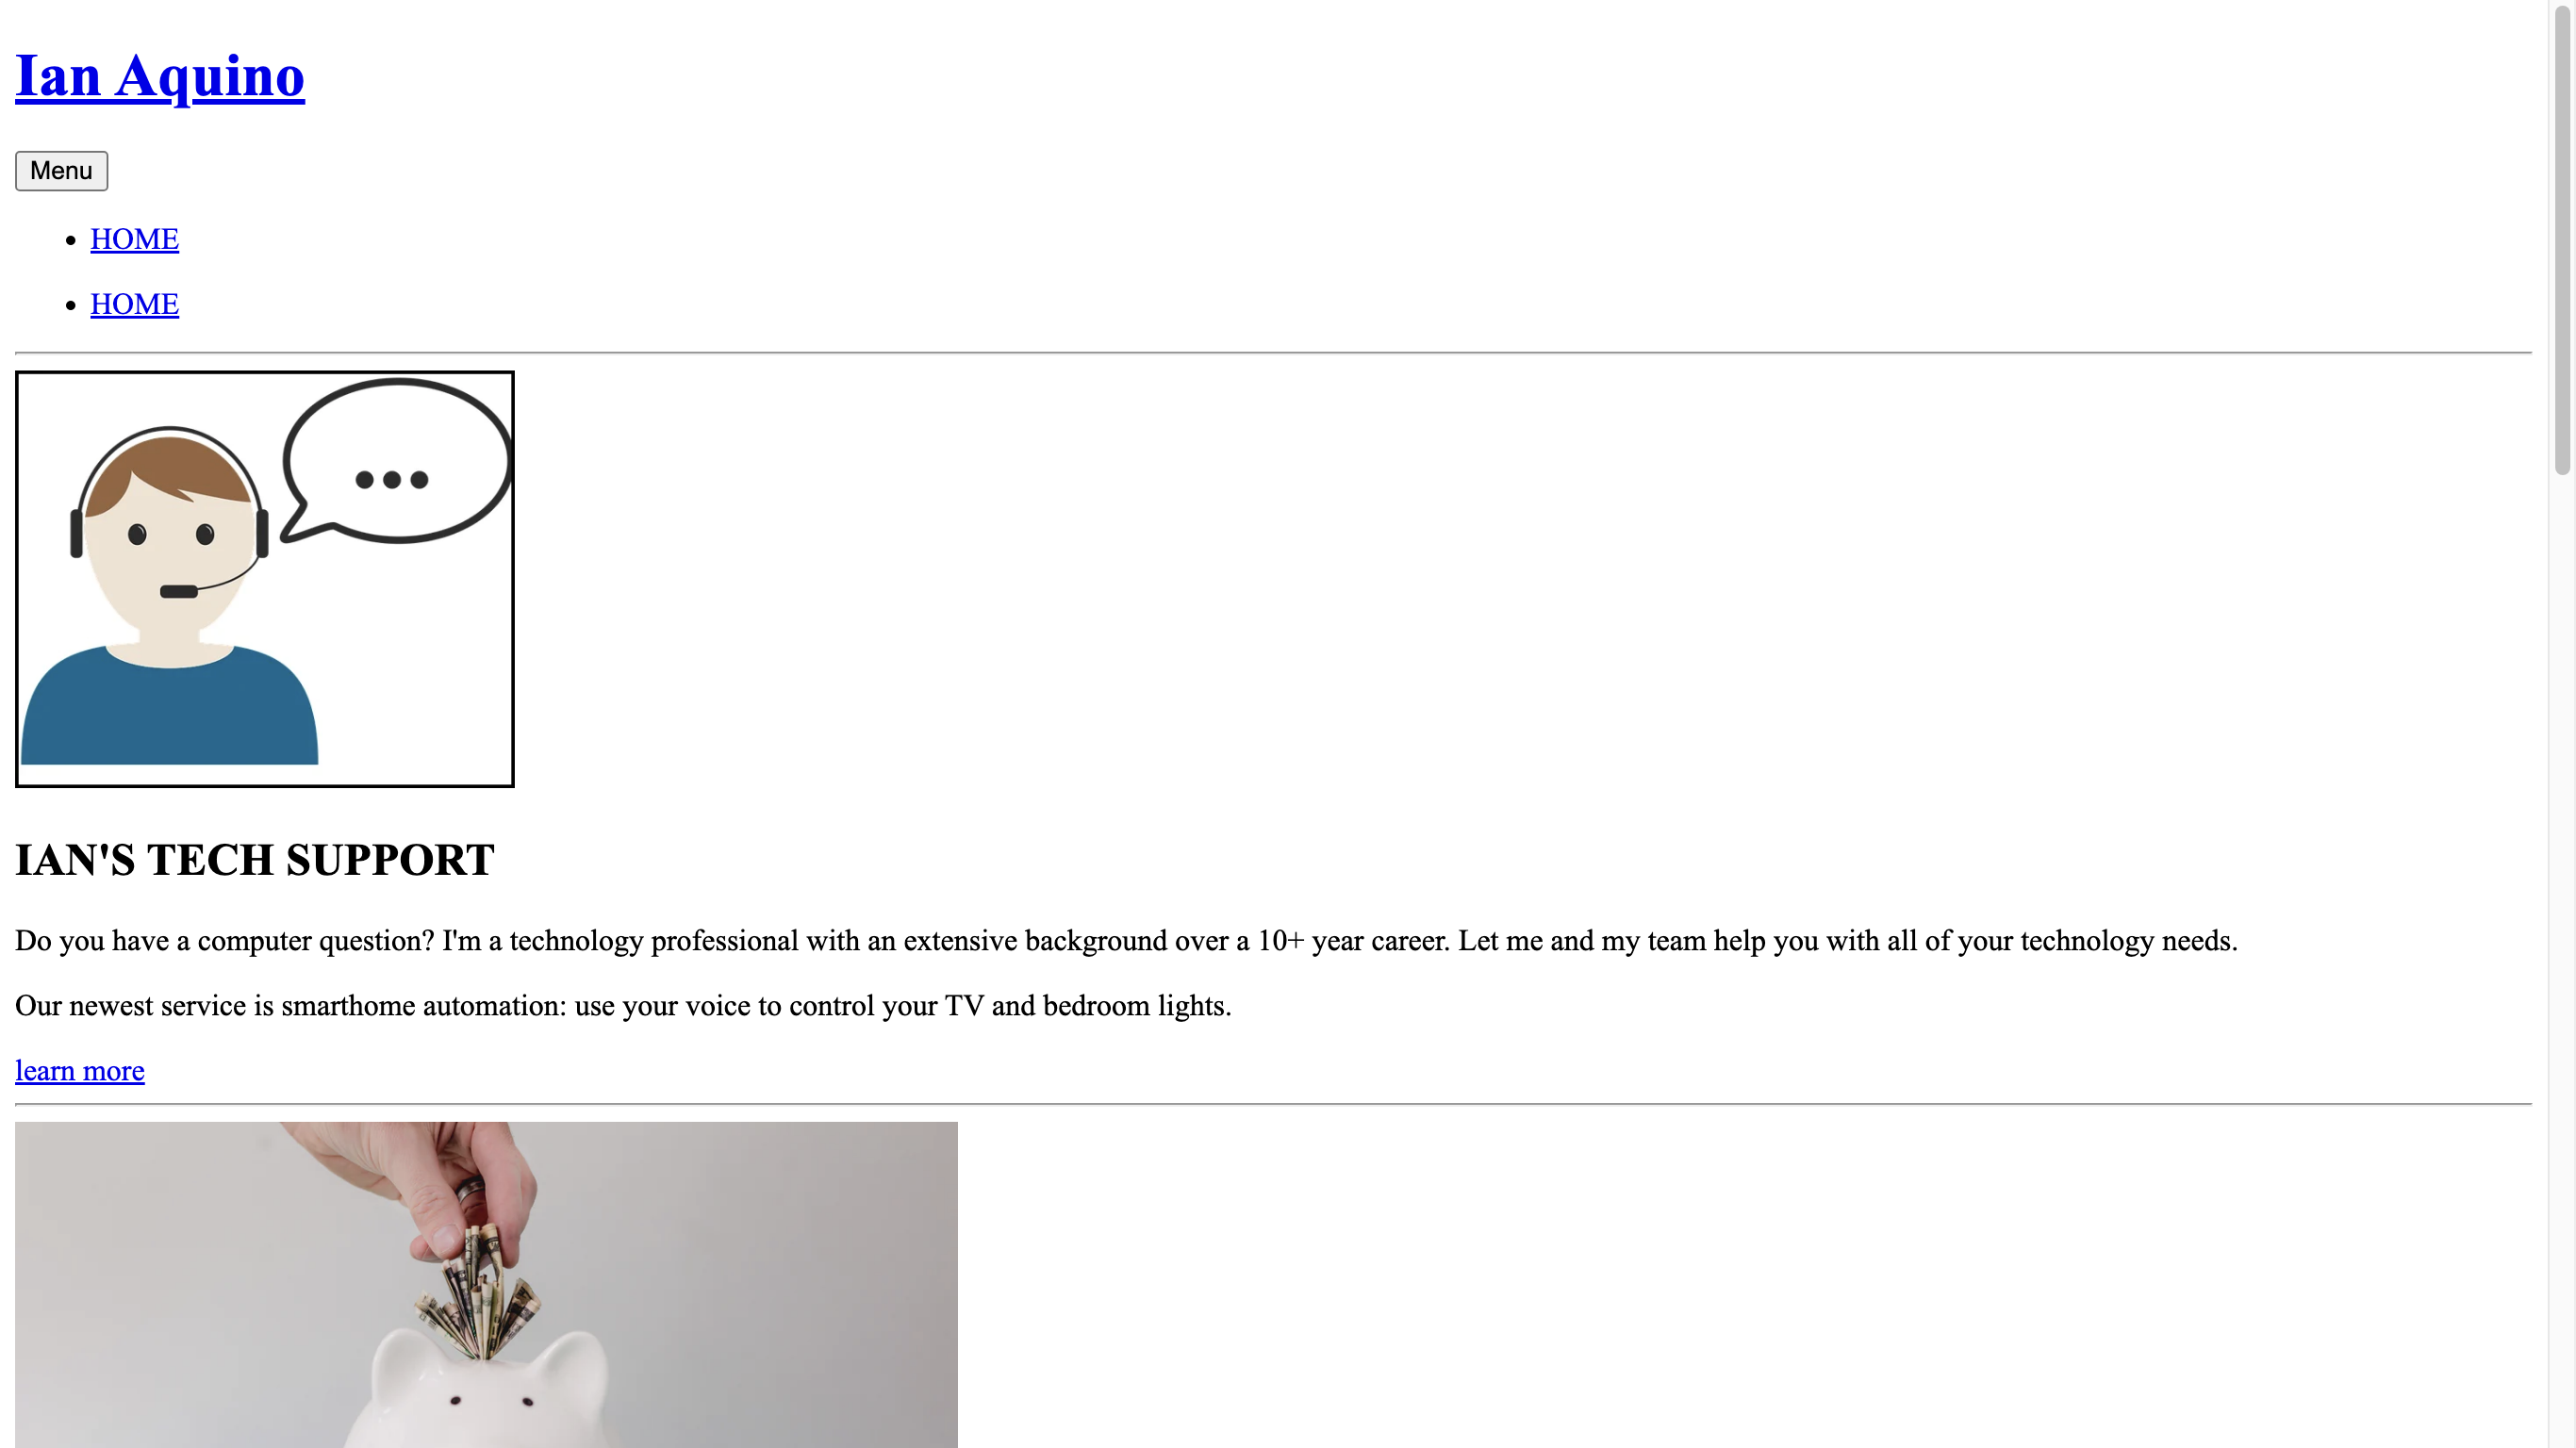 Ian Aquino
Menu
HOME
HOME
IAN'S TECH SUPPORT
Do you have a computer question? I'm a technology professional with an extensive background over a 10+ year career. Let me and my team help you with all of your technology needs.
Our newest service is smarthome automation: use your voice to control your TV and bedroom lights.
learn more